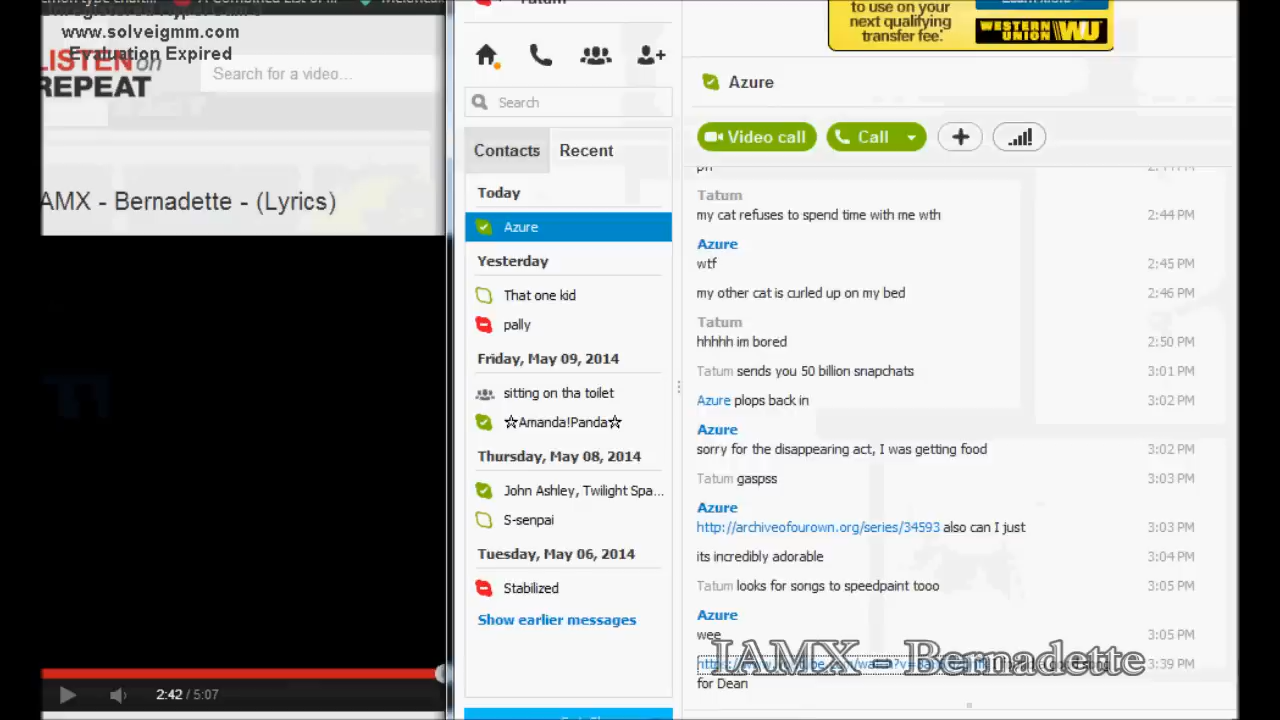 www.solveigmm.com
Evaluation Expired
LISTEN on
REPEAT
Search for a video...
AMX - Bernadette - (Lyrics)
2:42 / 5:07
Tatum
Search
Contacts Recent
Today
Azure
Yesterday
That one kid
pally
Friday, May 09, 2014
sitting on tha toilet
☆Amanda!Panda☆
Thursday, May 08, 2014
John Ashley, Twilight Spa...
S-senpai
Tuesday, May 06, 2014
Stabilized
Show earlier messages
to use on your
next qualifying
transfer fee.
WESTERN
UNION WU
Azure
Video call Call
Tatum
my cat refuses to spend time with me wth 2:44 PM
Azure
wtf 2:45 PM
my other cat is curled up on my bed 2:46 PM
Tatum
hhhhh im bored 2:50 PM
Tatum sends you 50 billion snapchats 3:01 PM
Azure plops back in 3:02 PM
Azure
sorry for the disappearing act, I was getting food 3:02 PM
Tatum gaspss 3:03 PM
Azure
http://archiveofourown.org/series/34593 also can I just 3:03 PM
its incredibly adorable 3:04 PM
Tatum looks for songs to speedpaint tooo 3:05 PM
Azure
wee 3:05 PM
3:39 PM
for Dean
IAMX - Bernadette